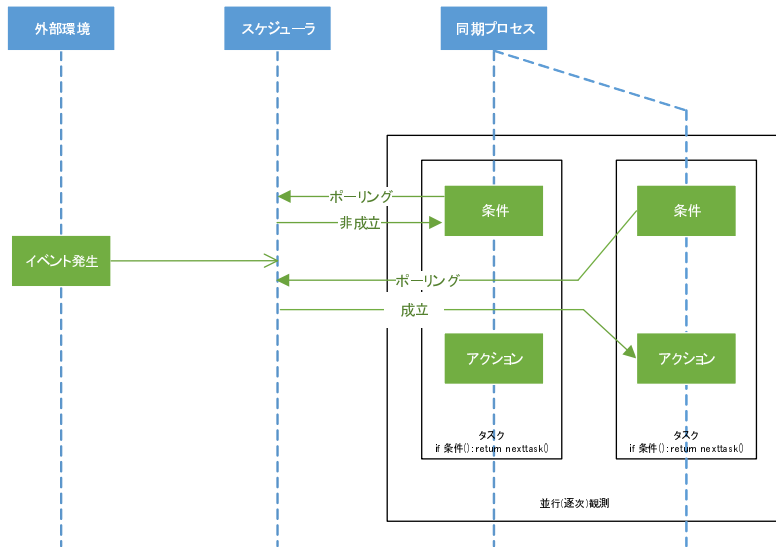 外部環境
スケジューラ
同期プロセス
ポーリング
非成立
条件
条件
イベント発生
ポーリング
成立
アクション
アクション
タスク
if 条件():return nexttask()
タスク
if 条件():return nexttask()
並行(逐次)観測